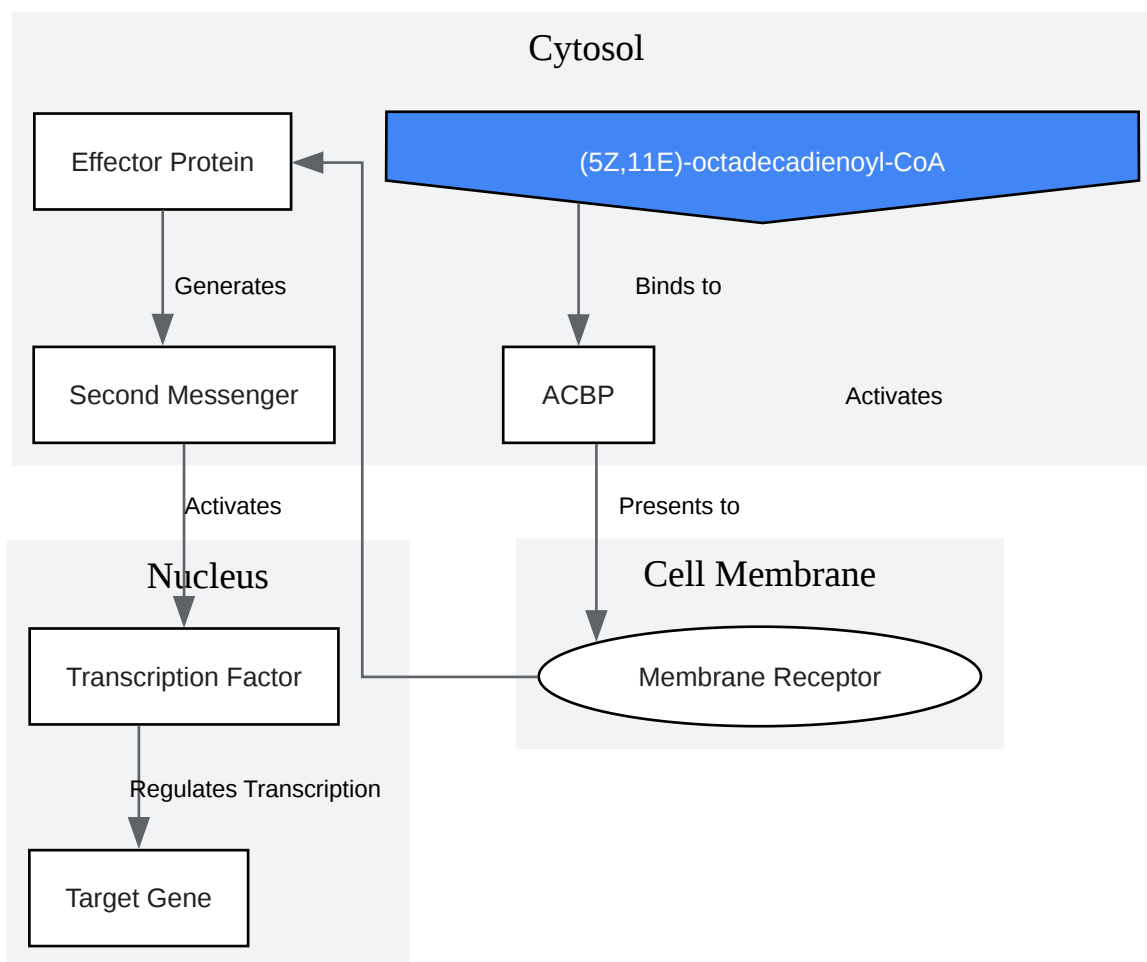 Cytosol
Effector Protein
(5Z,11E)-octadecadienoyl-CoA
Generates
Binds to
Second Messenger
ACBP
Activates
Activates
Presents to
Nucleus
Cell Membrane
Transcription Factor
Membrane Receptor
Regulates Transcription
Target Gene